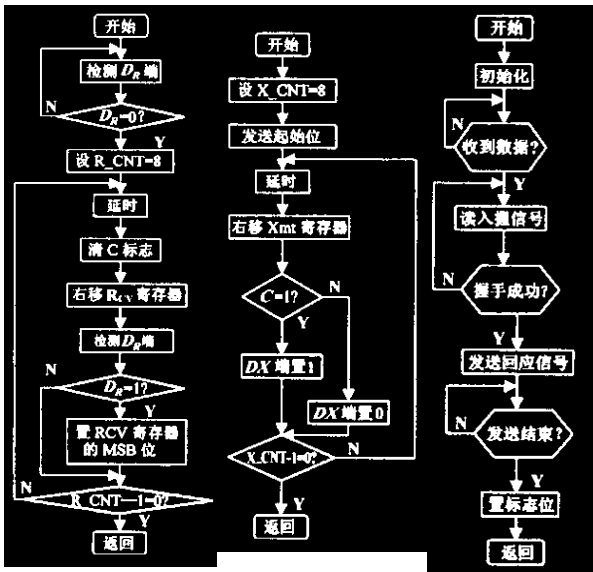 开始
检测 DR 端
N
DR=0?
Y
设 R_CNT=8
延时
清 C 标志
右移 RCV 寄存器
检测 DR 端
N
DR=1?
Y
置 RCV 寄存器
的 MSB 位
N
R_CNT—1=0?
Y
返回
开始
设 X_CNT=8
发送起始位
延时
右移 Xmt 寄存器
C=1?
N
Y
DX 端置 1
DX 端置 0
X_CNT-1=0?
N
Y
返回
开始
初始化
N
收到数据?
Y
读入握信号
N
握手成功?
Y
发送回应信号
N
发送结束?
Y
置标志位
返回